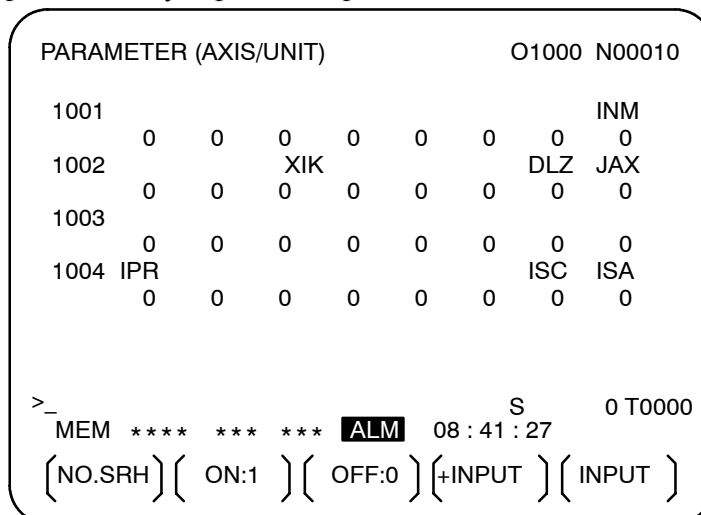 PARAMETER (AXIS/UNIT) O1000 N00010
1001 INM
0 0 0 0 0 0 0 0
1002 XIK DLZ JAX
0 0 0 0 0 0 0 0
1003
0 0 0 0 0 0 0 0
1004 IPR ISC ISA
0 0 0 0 0 0 0 0
>_ S 0 T0000
MEM **** *** *** ALM 08 : 41 : 27
[NO.SRH] [ ON:1 ] [ OFF:0 ] [+INPUT ] [ INPUT ]